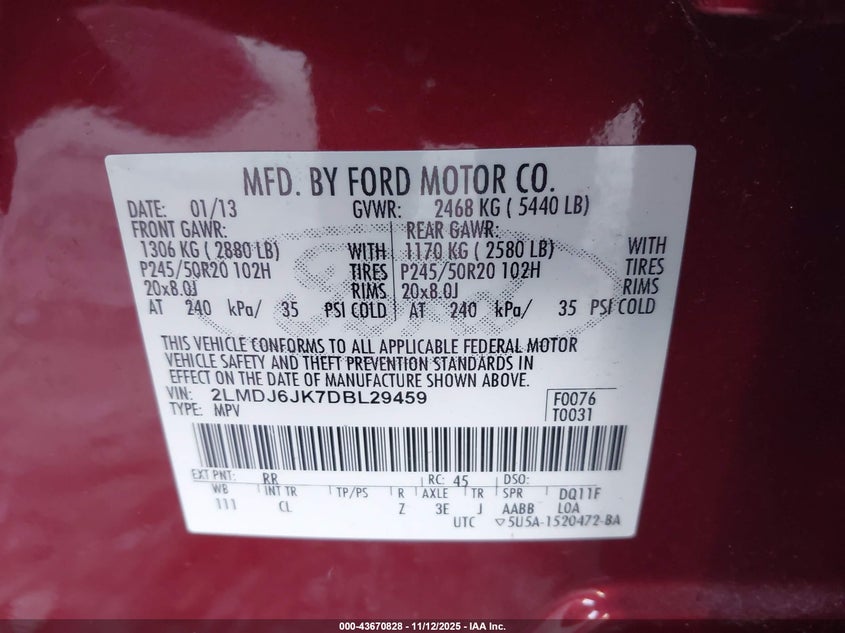 MFD. BY FORD MOTOR CO.
DATE: 01/13 GVWR: 2468 KG ( 5440 LB)
FRONT GAWR: REAR GAWR:
1306 KG ( 2880 LB) WITH 1170 KG ( 2580 LB) WITH
P245/50R20 102H TIRES P245/50R20 102H TIRES
20x8.0J RIMS 20x8.0J RIMS
AT 240 kPa/ 35 PSI COLD AT 240 kPa/ 35 PSI COLD
THIS VEHICLE CONFORMS TO ALL APPLICABLE FEDERAL MOTOR
VEHICLE SAFETY AND THEFT PREVENTION STANDARDS IN
EFFECT ON THE DATE OF MANUFACTURE SHOWN ABOVE.
VIN: 2LMDJ6JK7DBL29459 F0076
TYPE: MPV T0031
EXT PNT: RR RC: 45 DSO:
WB INT TR TP/PS R AXLE TR SPR DQ11F
111 CL Z 3E J AABB LOA
UTC ▽5U5A-1520472-BA
000-43670828 - 11/12/2025 - IAA Inc.